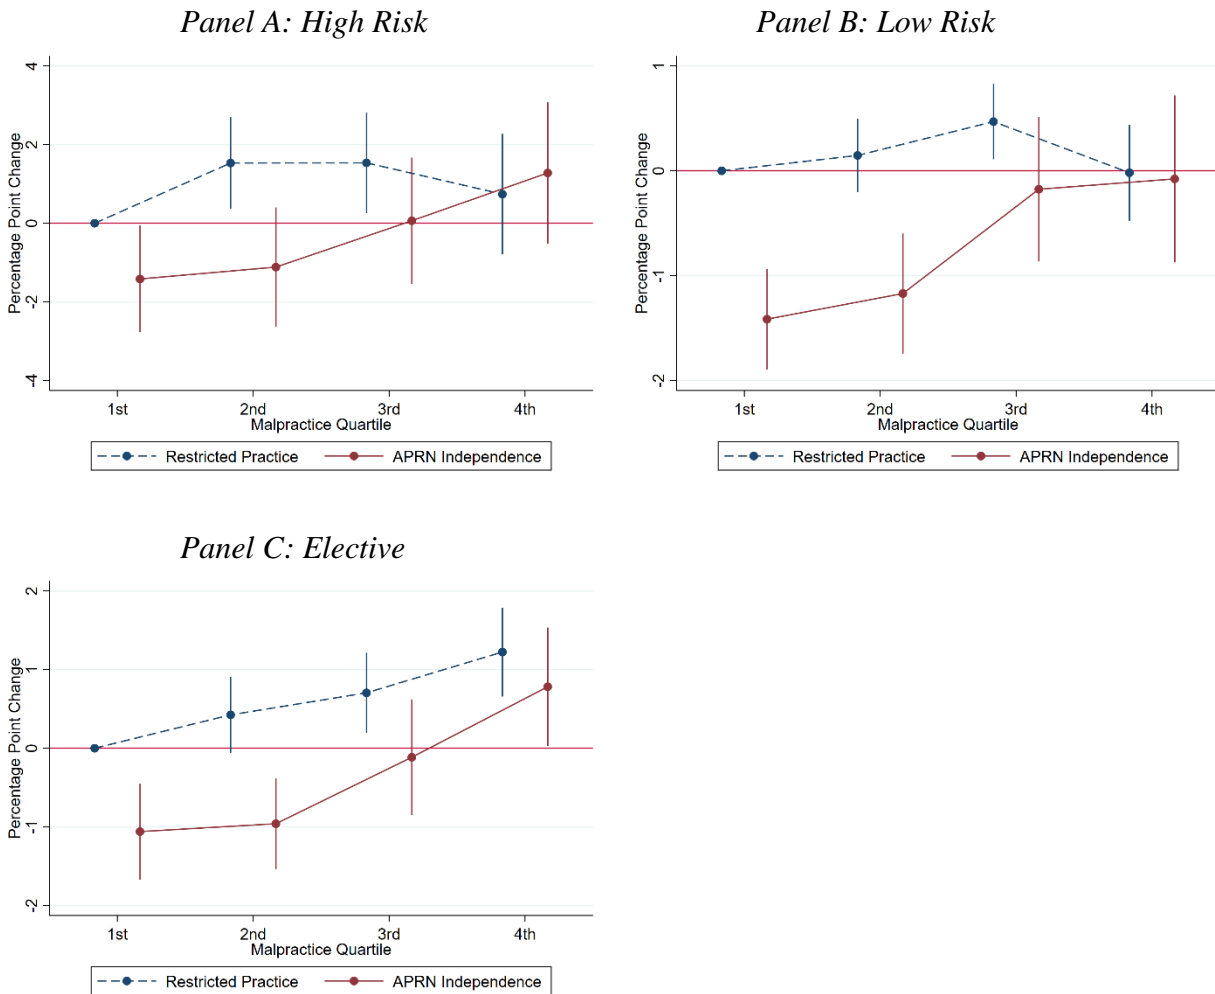 Panel A: High Risk
4
2
0
-2
-4
Percentage Point Change
1st 2nd 3rd 4th
Malpractice Quartile
Restricted Practice APRN Independence
Panel B: Low Risk
1
0
-1
-2
Percentage Point Change
1st 2nd 3rd 4th
Malpractice Quartile
Restricted Practice APRN Independence
Panel C: Elective
2
1
0
-1
-2
Percentage Point Change
1st 2nd 3rd 4th
Malpractice Quartile
Restricted Practice APRN Independence